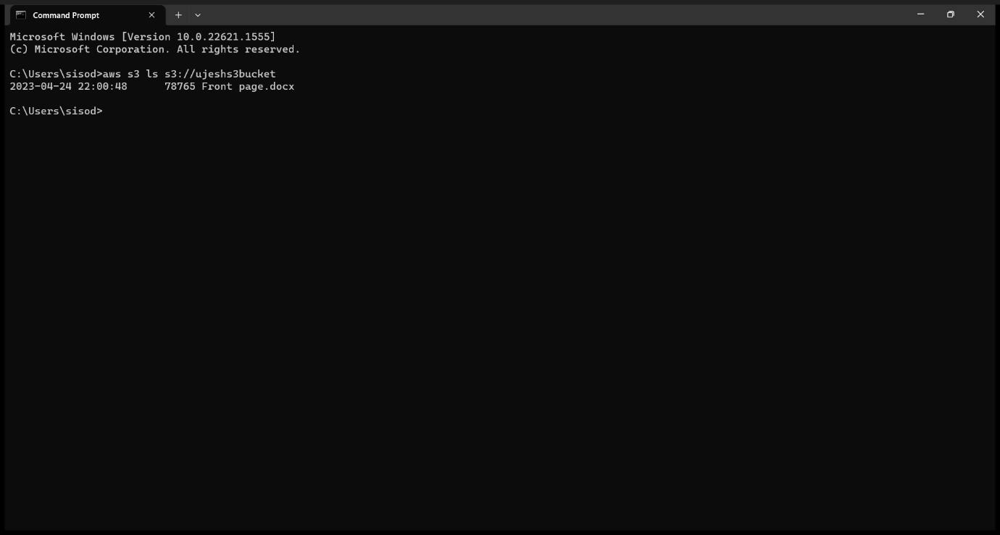 Command Prompt
Microsoft Windows [Version 10.0.22621.1555]
(c) Microsoft Corporation. All rights reserved.
C:\Users\sisod>aws s3 ls s3://ujeshs3bucket
2023-04-24 22:00:48      78765 Front page.docx
C:\Users\sisod>